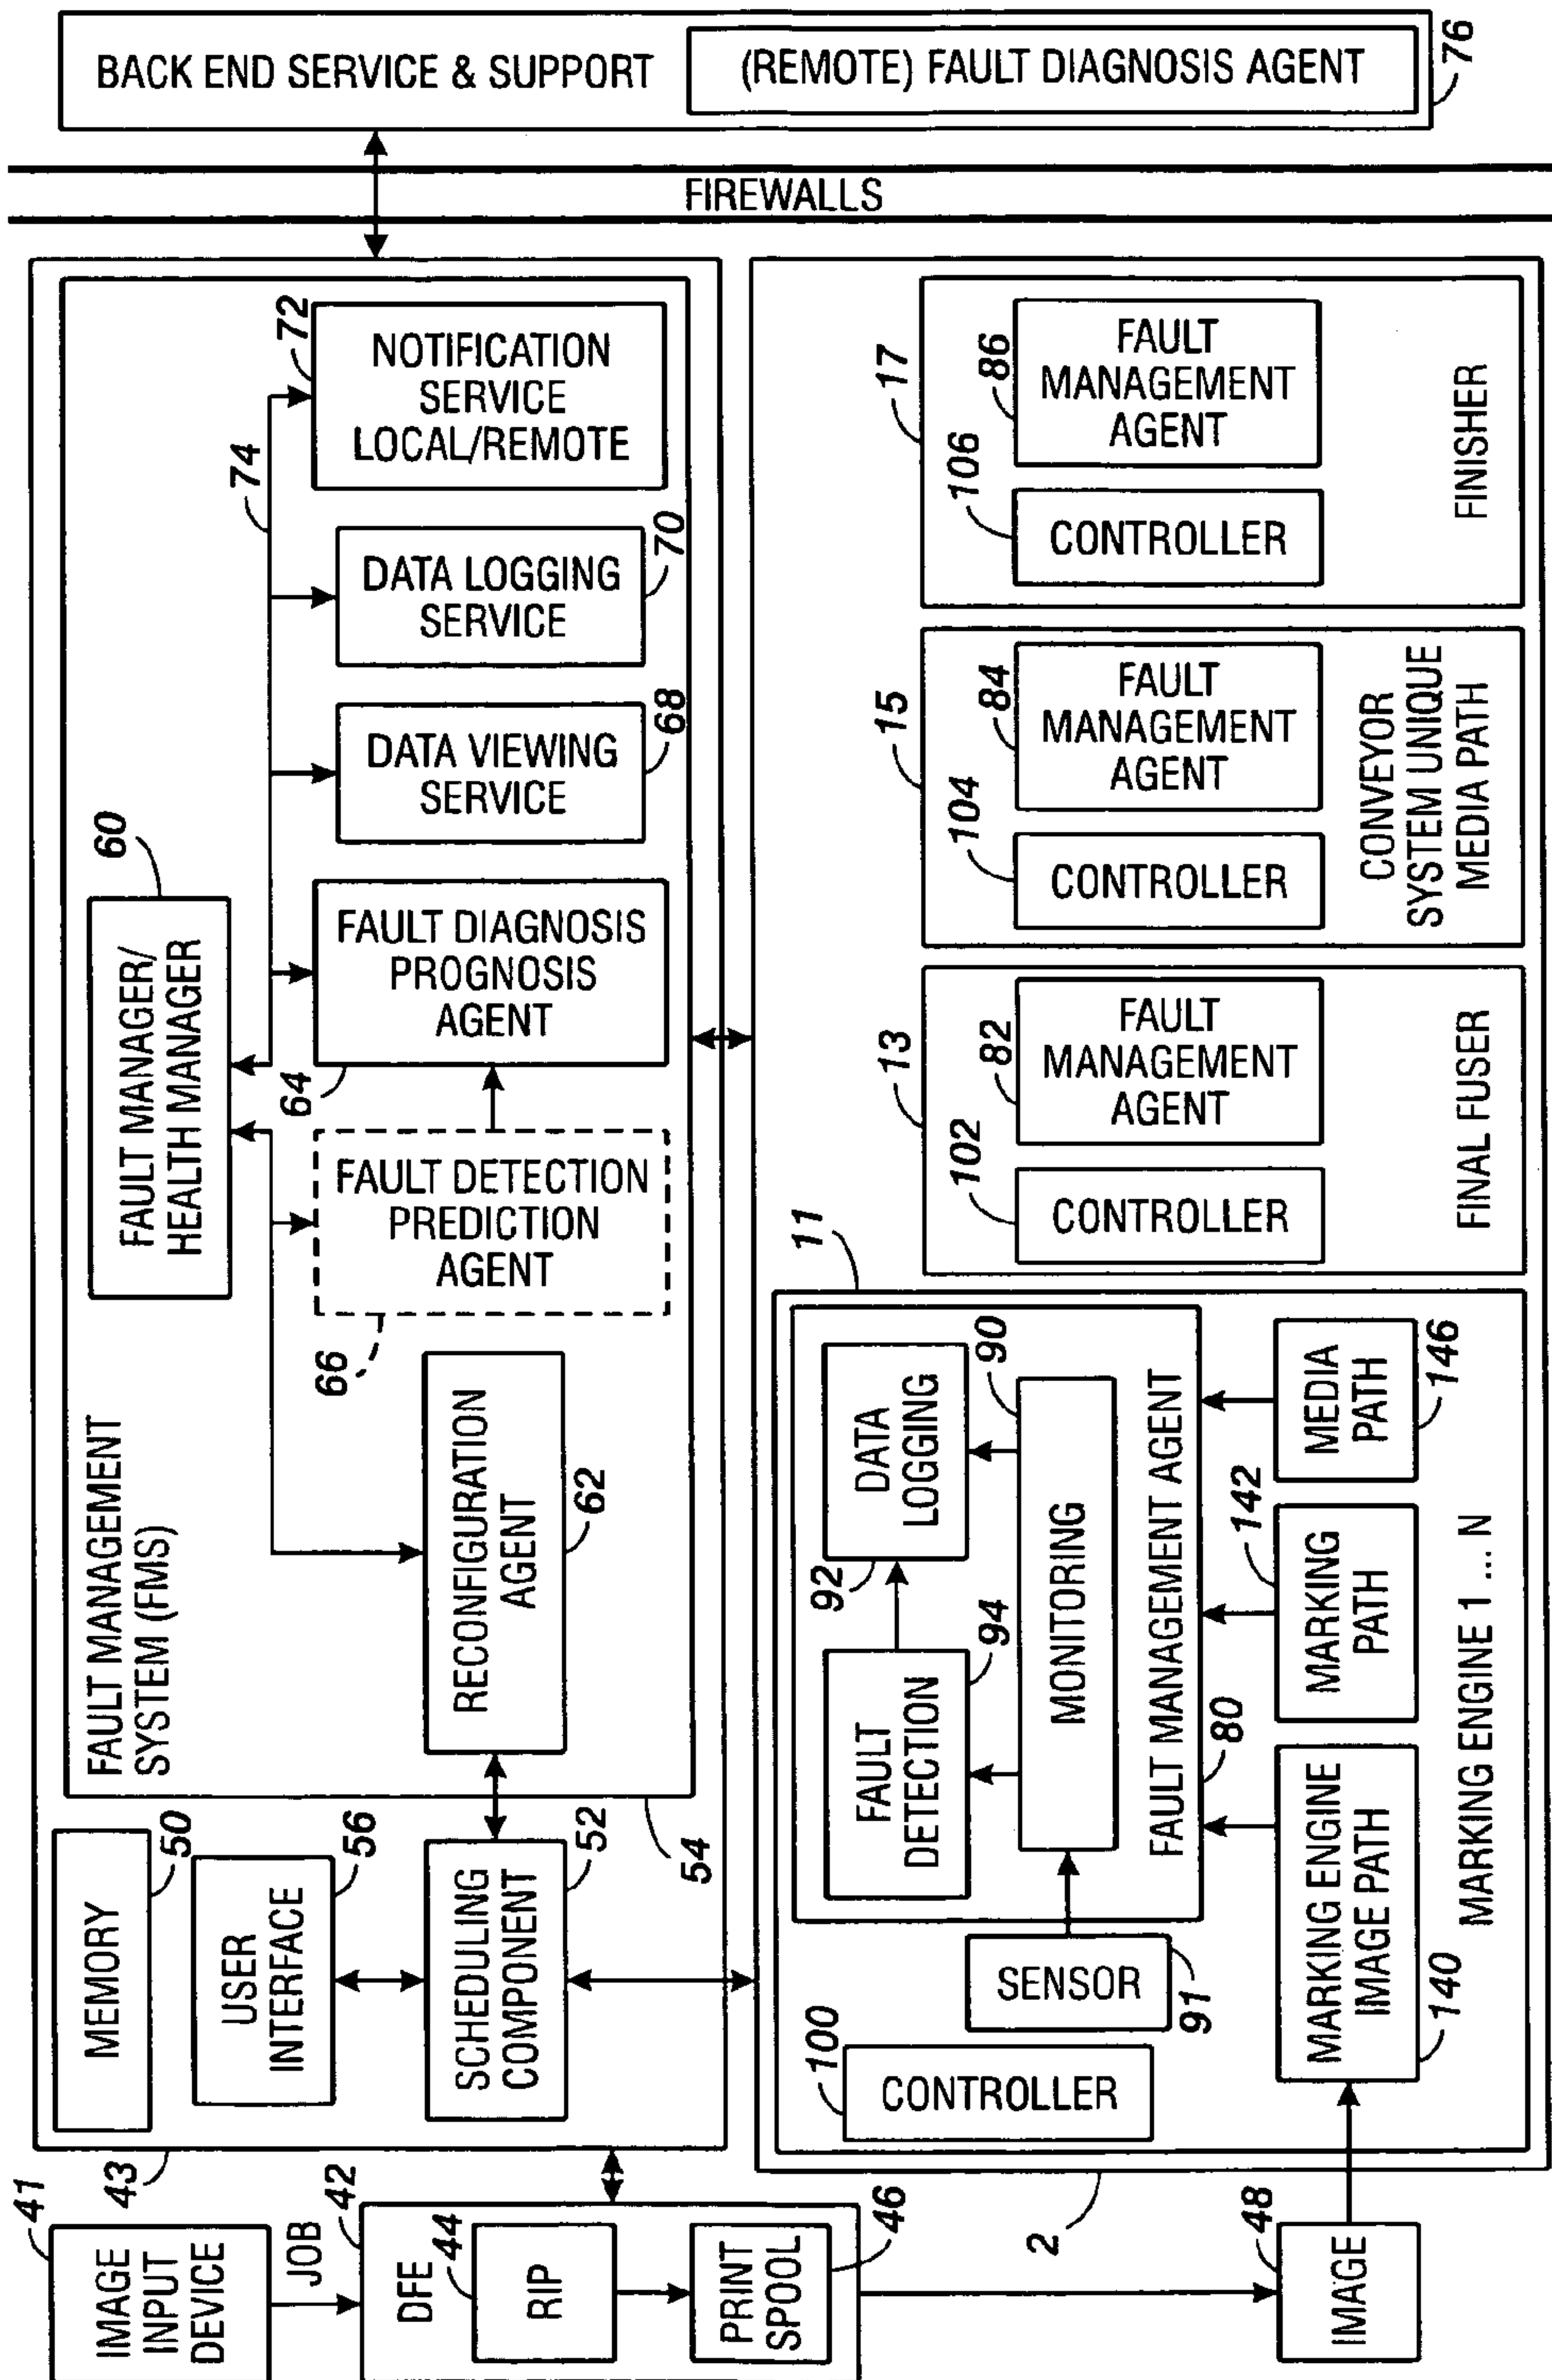 41
IMAGE
INPUT
DEVICE
JOB
42
DFE
44
RIP
PRINT
SPOOL
46
48
IMAGE
43
MEMORY
50
USER
INTERFACE
56
SCHEDULING
COMPONENT
52
54
FAULT MANAGEMENT
SYSTEM (FMS)
60
FAULT MANAGER/
HEALTH MANAGER
RECONFIGURATION
AGENT
62
66
FAULT DETECTION
PREDICTION
AGENT
64
FAULT DIAGNOSIS
PROGNOSIS
AGENT
DATA VIEWING
SERVICE
68
DATA LOGGING
SERVICE
70
74
72
NOTIFICATION
SERVICE
LOCAL/REMOTE
2
11
100
CONTROLLER
SENSOR
91
FAULT
DETECTION
94
92
DATA
LOGGING
MONITORING
90
FAULT MANAGEMENT AGENT
80
MARKING ENGINE
IMAGE PATH
140
MARKING
PATH
142
MEDIA
PATH
146
MARKING ENGINE 1 ... N
13
102
CONTROLLER
82
FAULT
MANAGEMENT
AGENT
FINAL FUSER
15
104
CONTROLLER
84
FAULT
MANAGEMENT
AGENT
CONVEYOR
SYSTEM UNIQUE
MEDIA PATH
17
106
CONTROLLER
86
FAULT
MANAGEMENT
AGENT
FINISHER
FIREWALLS
BACK END SERVICE & SUPPORT
(REMOTE) FAULT DIAGNOSIS AGENT
76